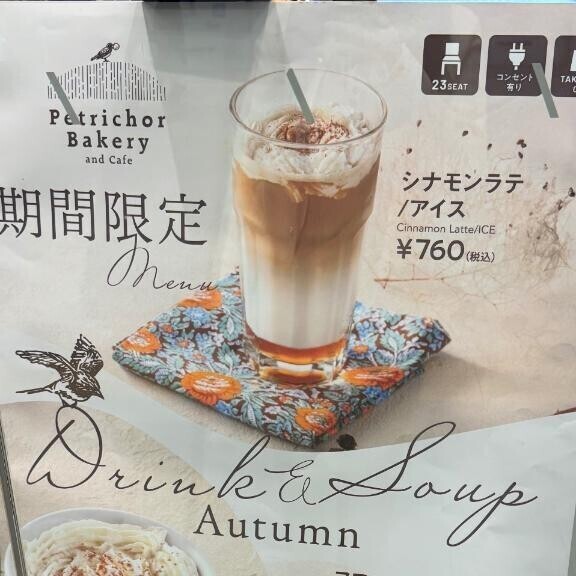 Petrichor
Bakery
and Cafe
23SEAT
コンセント
有り
期間限定
Menu
シナモンラテ
/アイス
Cinnamon Latte/ICE
¥760(税込)
Drink & Soup
Autumn